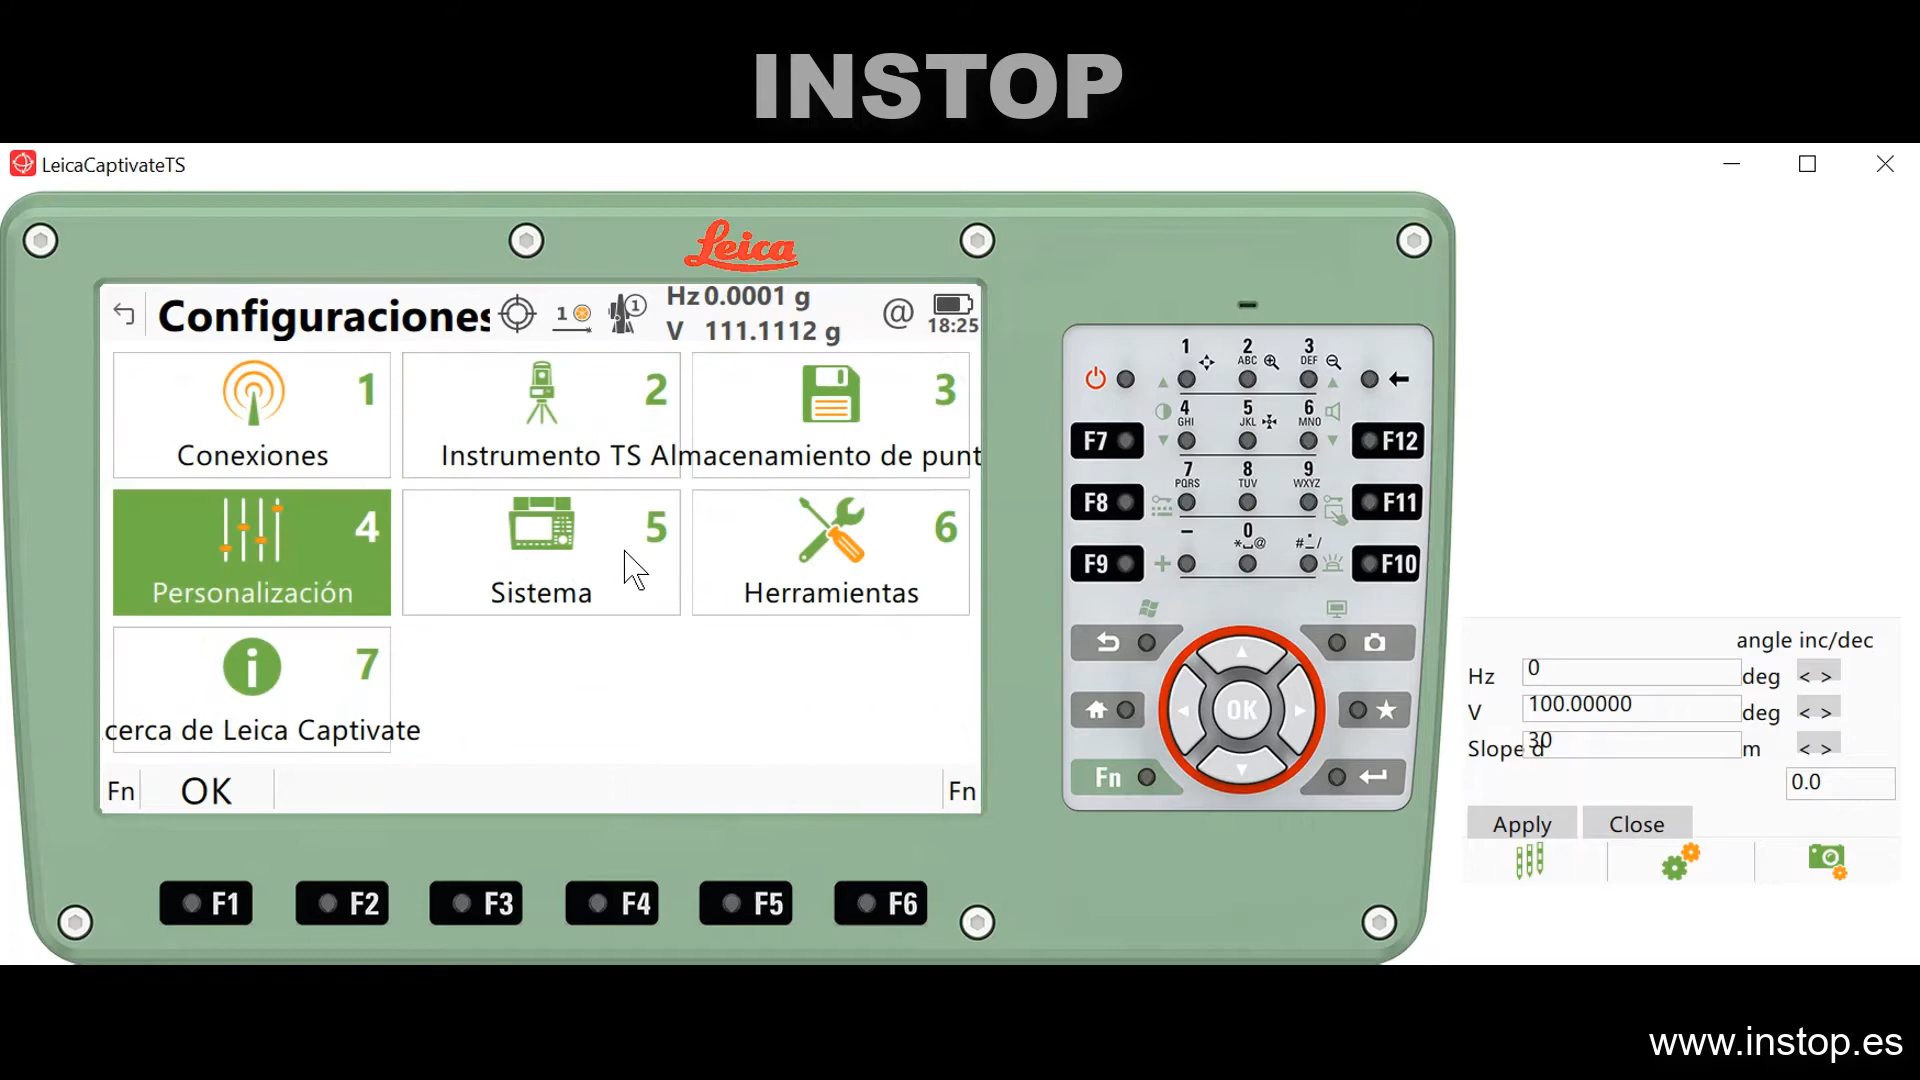 INSTOP
LeicaCaptivateTS
Leica
Configuraciones
1
1
Hz 0.0001 g
V 111.1112 g
@
18:25
1
Conexiones
2
Instrumento TS
3
Almacenamiento de punt
4
Personalización
5
Sistema
6
Herramientas
7
cerca de Leica Captivate
Fn
OK
Fn
1
2 ABC
3 DEF
4 GHI
5 JKL
6 MNO
7 PQRS
8 TUV
9 WXYZ
-
0 *␣@
#./
F7
F8
F9
F12
F11
F10
OK
Fn
F1
F2
F3
F4
F5
F6
angle inc/dec
Hz 0 deg < >
V 100.00000 deg < >
Slope d 30 m < >
0.0
Apply
Close
www.instop.es